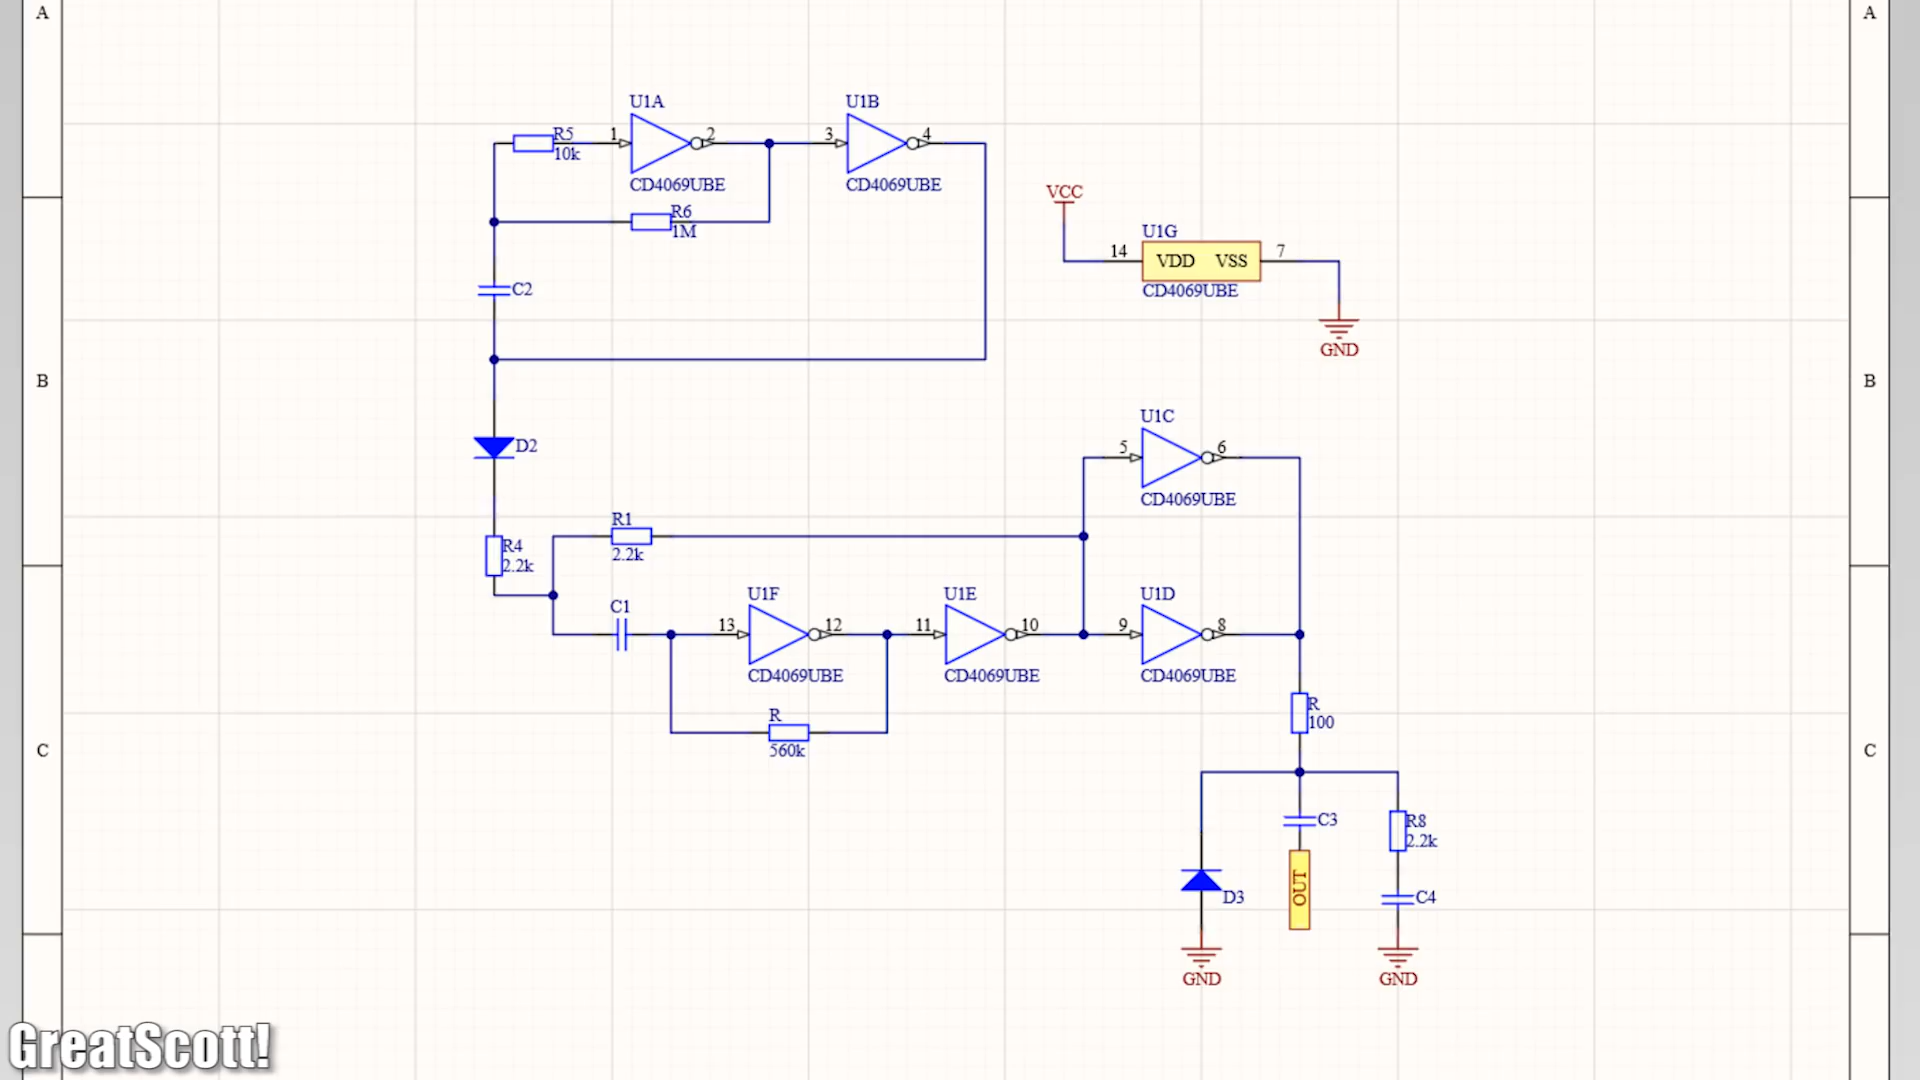 A
A
U1A
U1B
R5
10k
1
2
3
4
CD4069UBE
CD4069UBE
VCC
R6
1M
U1G
14
VDD
VSS
7
CD4069UBE
C2
GND
B
B
U1C
5
6
CD4069UBE
D2
R1
2.2k
R4
2.2k
C1
U1F
U1E
U1D
13
12
11
10
9
8
CD4069UBE
CD4069UBE
CD4069UBE
R
560k
R
100
C
C
C3
R8
2.2k
OUT
D3
C4
GND
GND
GreatScott!